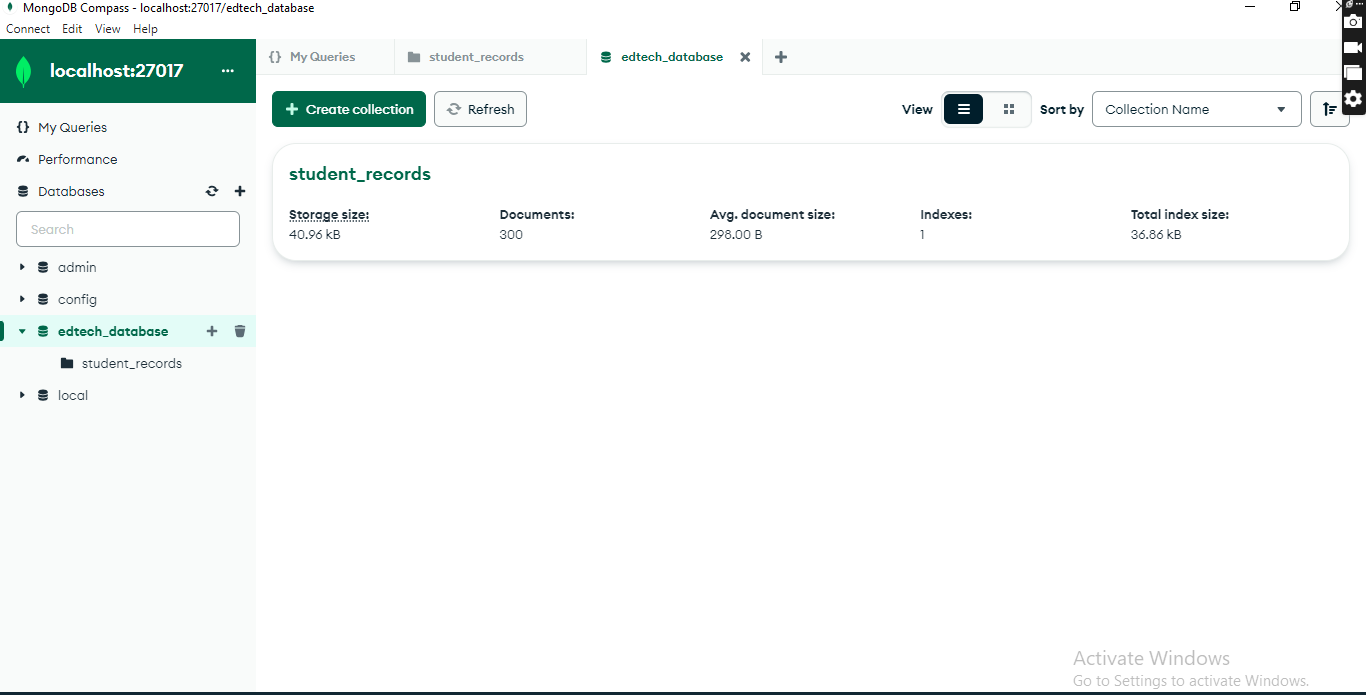 MongoDB Compass - localhost:27017/edtech_database
Connect Edit View Help
localhost:27017 ...
{} My Queries
student_records
edtech_database
Create collection
Refresh
View
Sort by
Collection Name
{} My Queries
Performance
Databases
Search
admin
config
edtech_database
student_records
local
student_records
Storage size: Documents: Avg. document size: Indexes: Total index size:
40.96 kB 300 298.00 B 1 36.86 kB
Activate Windows
Go to Settings to activate Windows.